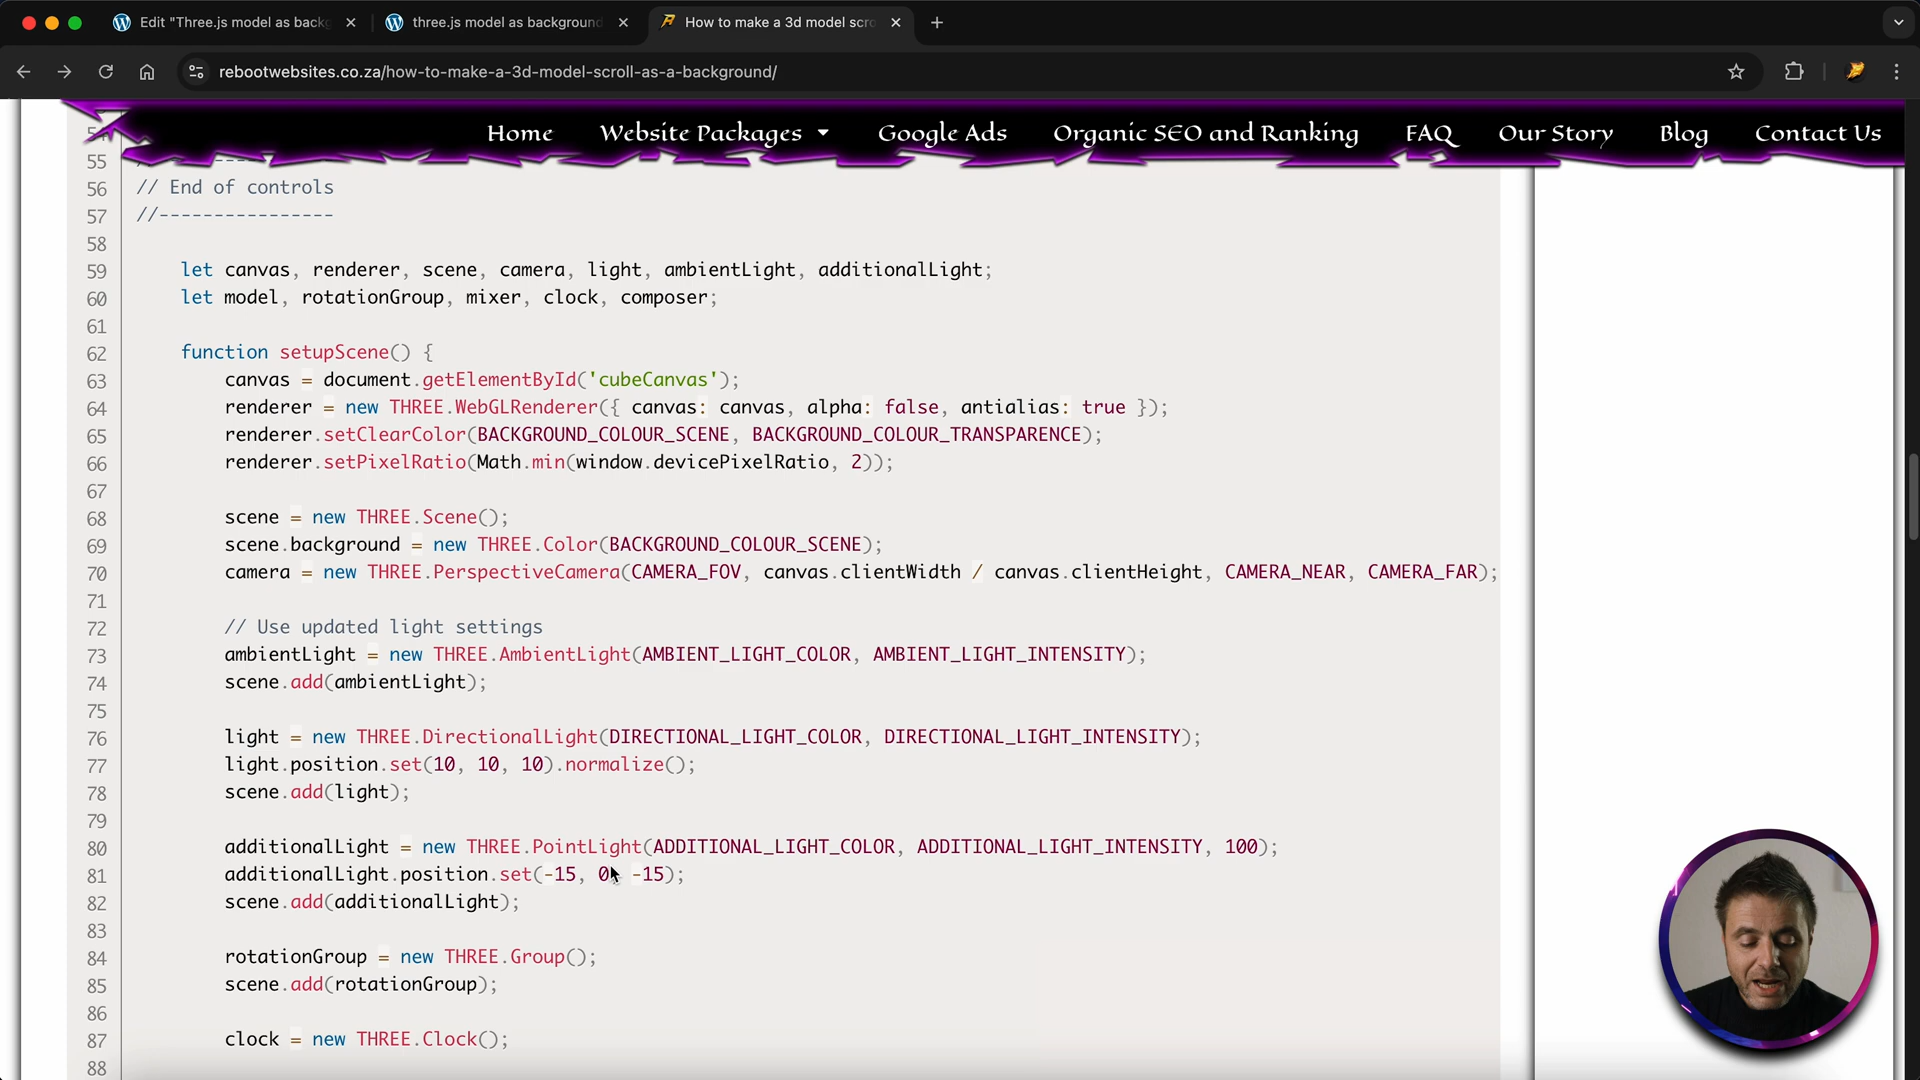 Edit "Three.js model as backg
three.js model as background
How to make a 3d model scro
rebootwebsites.co.za/how-to-make-a-3d-model-scroll-as-a-background/
Home Website Packages Google Ads Organic SEO and Ranking FAQ Our Story Blog Contact Us
55
56 // End of controls
57 //----------------
58
59 let canvas, renderer, scene, camera, light, ambientLight, additionalLight;
60 let model, rotationGroup, mixer, clock, composer;
61
62 function setupScene() {
63 canvas = document.getElementById('cubeCanvas');
64 renderer = new THREE.WebGLRenderer({ canvas: canvas, alpha: false, antialias: true });
65 renderer.setClearColor(BACKGROUND_COLOUR_SCENE, BACKGROUND_COLOUR_TRANSPARENCE);
66 renderer.setPixelRatio(Math.min(window.devicePixelRatio, 2));
67
68 scene = new THREE.Scene();
69 scene.background = new THREE.Color(BACKGROUND_COLOUR_SCENE);
70 camera = new THREE.PerspectiveCamera(CAMERA_FOV, canvas.clientWidth / canvas.clientHeight, CAMERA_NEAR, CAMERA_FAR);
71
72 // Use updated light settings
73 ambientLight = new THREE.AmbientLight(AMBIENT_LIGHT_COLOR, AMBIENT_LIGHT_INTENSITY);
74 scene.add(ambientLight);
75
76 light = new THREE.DirectionalLight(DIRECTIONAL_LIGHT_COLOR, DIRECTIONAL_LIGHT_INTENSITY);
77 light.position.set(10, 10, 10).normalize();
78 scene.add(light);
79
80 additionalLight = new THREE.PointLight(ADDITIONAL_LIGHT_COLOR, ADDITIONAL_LIGHT_INTENSITY, 100);
81 additionalLight.position.set(-15, 0, -15);
82 scene.add(additionalLight);
83
84 rotationGroup = new THREE.Group();
85 scene.add(rotationGroup);
86
87 clock = new THREE.Clock();
88